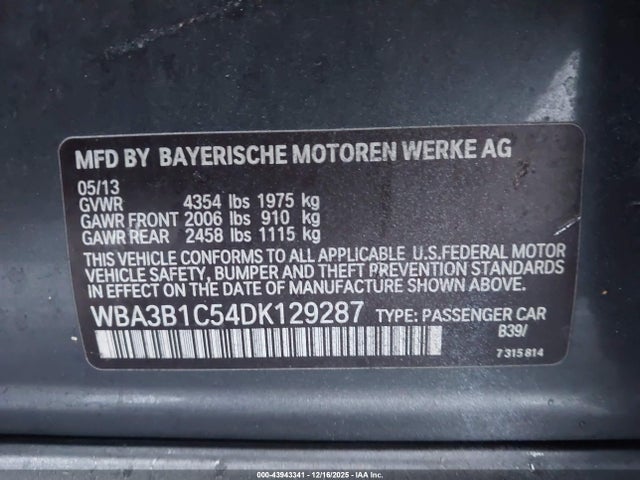 MFD BY BAYERISCHE MOTOREN WERKE AG
05/13
GVWR 4354 lbs 1975 kg
GAWR FRONT 2006 lbs 910 kg
GAWR REAR 2458 lbs 1115 kg
THIS VEHICLE CONFORMS TO ALL APPLICABLE U.S.FEDERAL MOTOR
VEHICLE SAFETY, BUMPER AND THEFT PREVENTION STANDARDS
IN EFFECT ON THE DATE OF MANUFACTURE SHOWN ABOVE.
WBA3B1C54DK129287 TYPE: PASSENGER CAR
B39/
7 315 814
000-43943341 - 12/16/2025 - IAA Inc.